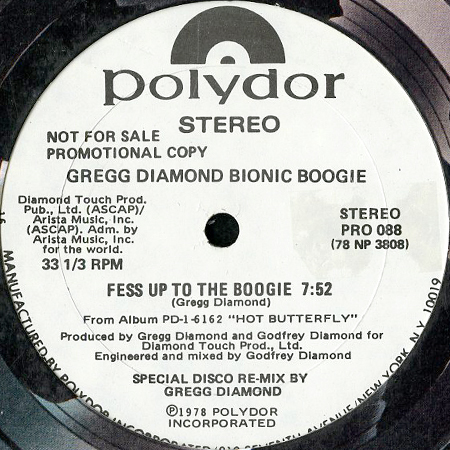 polydor
STEREO
NOT FOR SALE
PROMOTIONAL COPY
GREGG DIAMOND BIONIC BOOGIE
Diamond Touch Prod.
Pub., Ltd. (ASCAP)/
Arista Music, Inc.
(ASCAP). Adm. by
Arista Music, Inc.
for the world.
33 1/3 RPM
STEREO
PRO 088
(78 NP 3808)
FESS UP TO THE BOOGIE 7:52
(Gregg Diamond)
From Album PD-1-6162 "HOT BUTTERFLY"
Produced by Gregg Diamond and Godfrey Diamond for
Diamond Touch Prod., Ltd.
Engineered and mixed by Godfrey Diamond
SPECIAL DISCO RE-MIX BY
GREGG DIAMOND
℗1978 POLYDOR
INCORPORATED
MANUFACTURED BY POLYDOR INCORPORATED/810 SEVENTH AVENUE/NEW YORK, N.Y. 10019